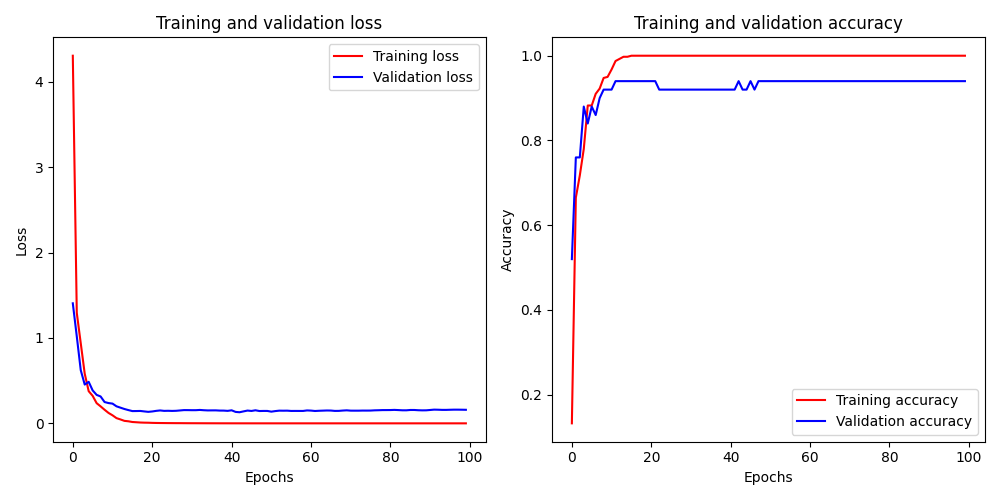 Training and validation loss
Training loss
Validation loss
Loss
4
3
2
1
0
0 20 40 60 80 100
Epochs
Training and validation accuracy
Accuracy
1.0
0.8
0.6
0.4
0.2
Training accuracy
Validation accuracy
0 20 40 60 80 100
Epochs